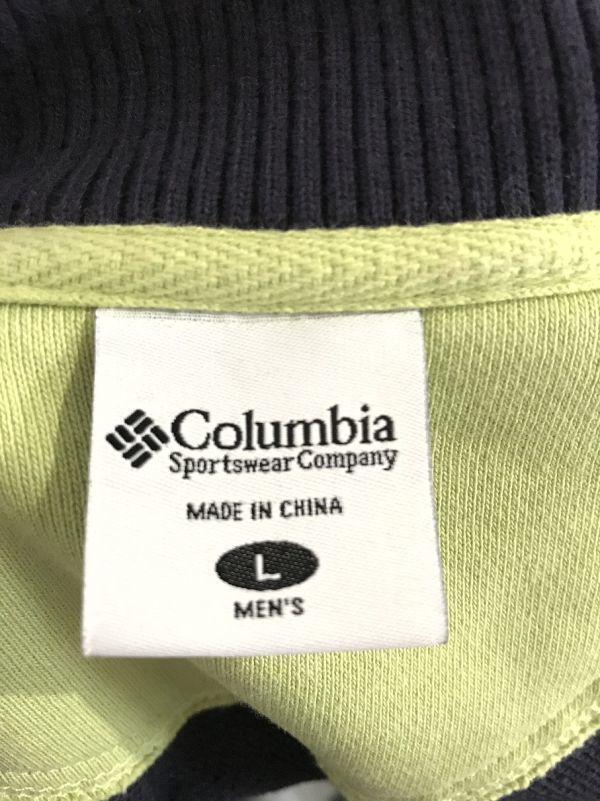 Columbia
Sportswear Company
MADE IN CHINA
L
MEN'S